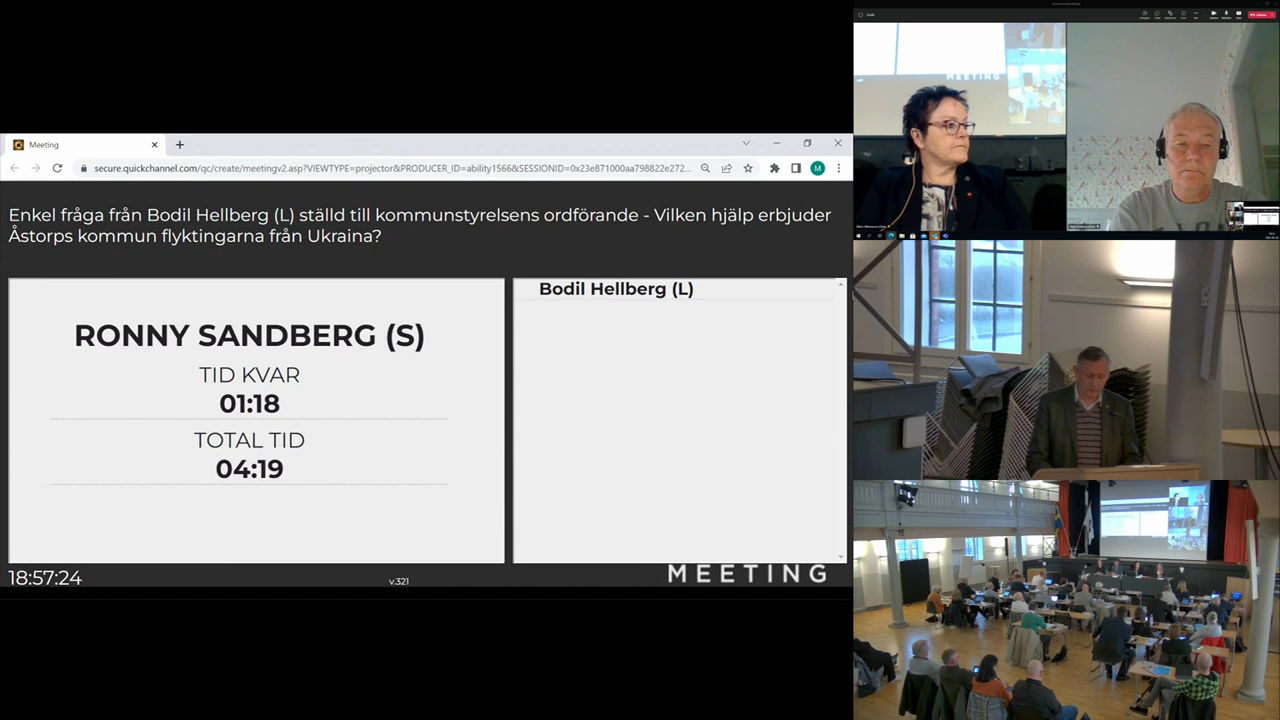 Meeting
secure.quickchannel.com/qc/create/meetingv2.asp?VIEWTYPE=projector&PRODUCER_ID=ability1566&SESSIONID=0x23e871000aa798822e272...
M
Enkel fråga från Bodil Hellberg (L) ställd till kommunstyrelsens ordförande - Vilken hjälp erbjuder
Åstorps kommun flyktingarna från Ukraina?
RONNY SANDBERG (S)
TID KVAR
01:18
TOTAL TID
04:19
Bodil Hellberg (L)
18:57:24
v.321
MEETING
MEETING